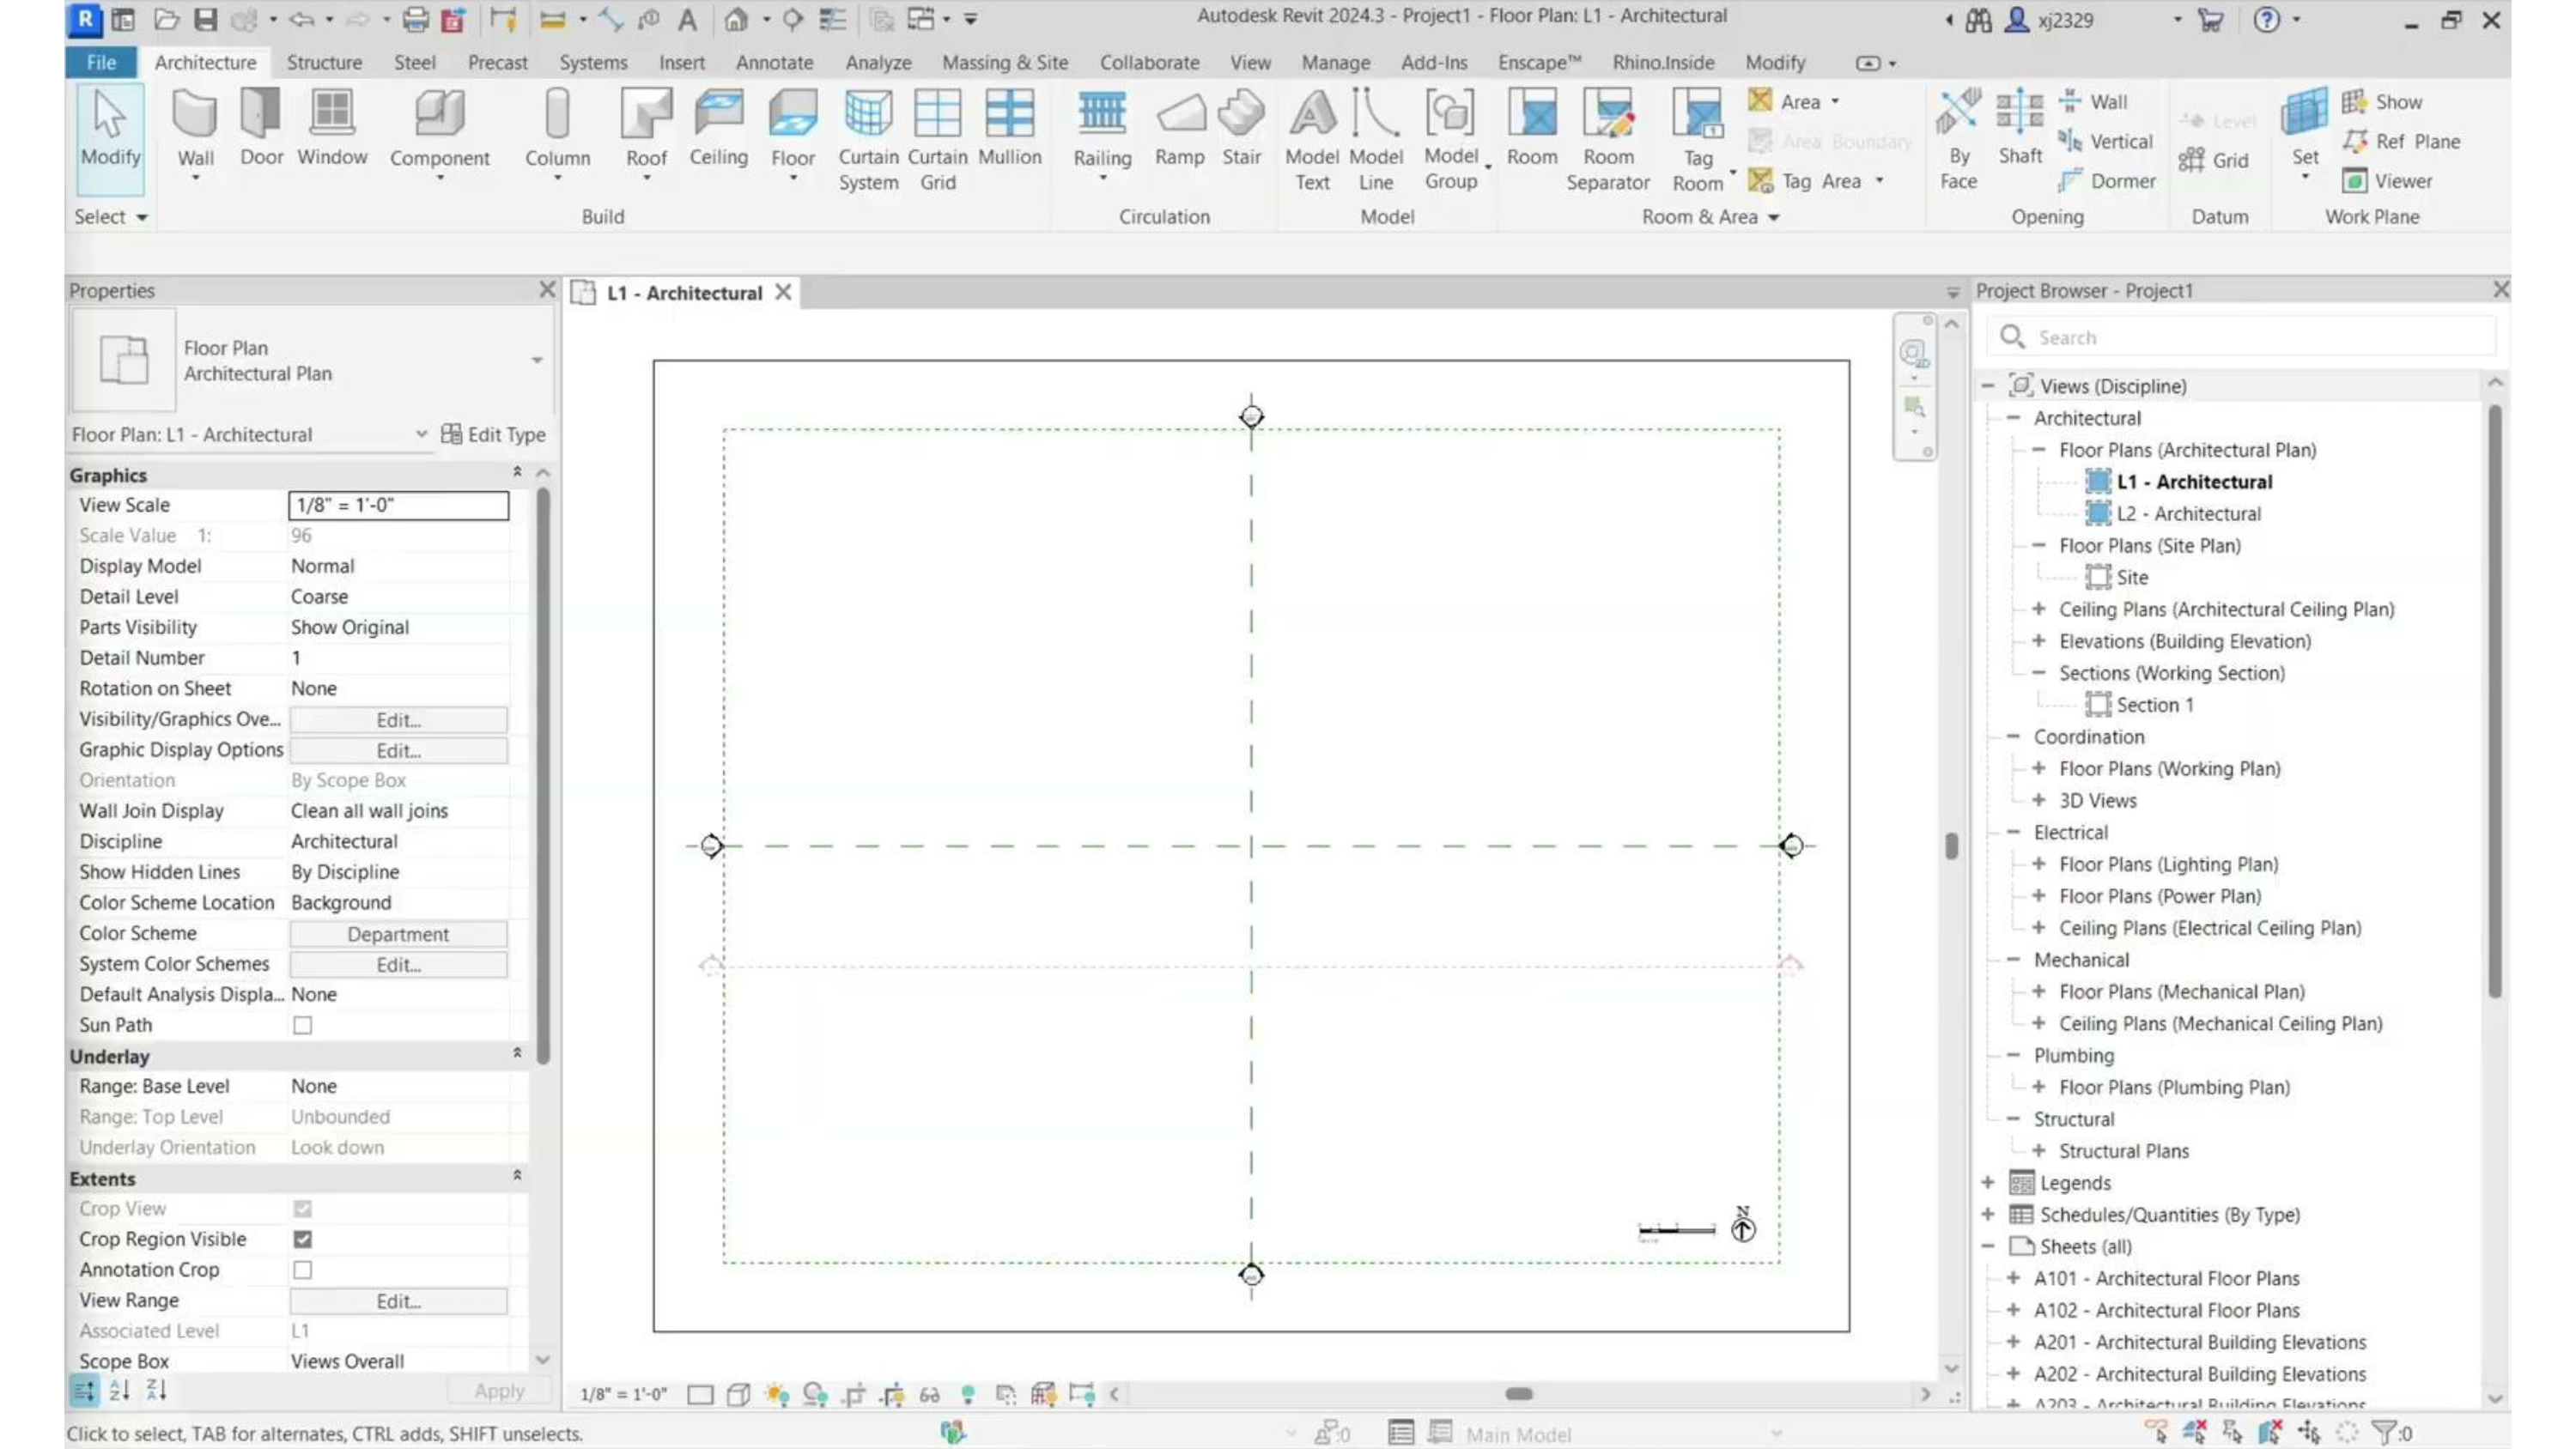 Autodesk Revit 2024.3 - Project1 - Floor Plan: L1 - Architectural
xj2329
File Architecture Structure Steel Precast Systems Insert Annotate Analyze Massing & Site Collaborate View Manage Add-Ins Enscape™ Rhino.Inside Modify
Modify
Wall
Door
Window
Component
Column
Roof
Ceiling
Floor
Curtain
System
Curtain
Grid
Mullion
Railing
Ramp
Stair
Model
Text
Model
Line
Model
Group
Room
Room
Separator
Tag
Room
Area
Area Boundary
Tag Area
By
Face
Shaft
Wall
Vertical
Dormer
Level
Grid
Set
Show
Ref Plane
Viewer
Select
Build
Circulation
Model
Room & Area
Opening
Datum
Work Plane
Properties
Floor Plan
Architectural Plan
Floor Plan: L1 - Architectural
Edit Type
Graphics
View Scale 1/8" = 1'-0"
Scale Value 1: 96
Display Model Normal
Detail Level Coarse
Parts Visibility Show Original
Detail Number 1
Rotation on Sheet None
Visibility/Graphics Ove... Edit...
Graphic Display Options Edit...
Orientation By Scope Box
Wall Join Display Clean all wall joins
Discipline Architectural
Show Hidden Lines By Discipline
Color Scheme Location Background
Color Scheme Department
System Color Schemes Edit...
Default Analysis Displa... None
Sun Path
Underlay
Range: Base Level None
Range: Top Level Unbounded
Underlay Orientation Look down
Extents
Crop View
Crop Region Visible
Annotation Crop
View Range Edit...
Associated Level L1
Scope Box Views Overall
Apply
L1 - Architectural
N
1/8" = 1'-0"
Project Browser - Project1
Search
Views (Discipline)
Architectural
Floor Plans (Architectural Plan)
L1 - Architectural
L2 - Architectural
Floor Plans (Site Plan)
Site
Ceiling Plans (Architectural Ceiling Plan)
Elevations (Building Elevation)
Sections (Working Section)
Section 1
Coordination
Floor Plans (Working Plan)
3D Views
Electrical
Floor Plans (Lighting Plan)
Floor Plans (Power Plan)
Ceiling Plans (Electrical Ceiling Plan)
Mechanical
Floor Plans (Mechanical Plan)
Ceiling Plans (Mechanical Ceiling Plan)
Plumbing
Floor Plans (Plumbing Plan)
Structural
Structural Plans
Legends
Schedules/Quantities (By Type)
Sheets (all)
A101 - Architectural Floor Plans
A102 - Architectural Floor Plans
A201 - Architectural Building Elevations
A202 - Architectural Building Elevations
A203 - Architectural Building Elevations
Click to select, TAB for alternates, CTRL adds, SHIFT unselects.
:0
Main Model
:0